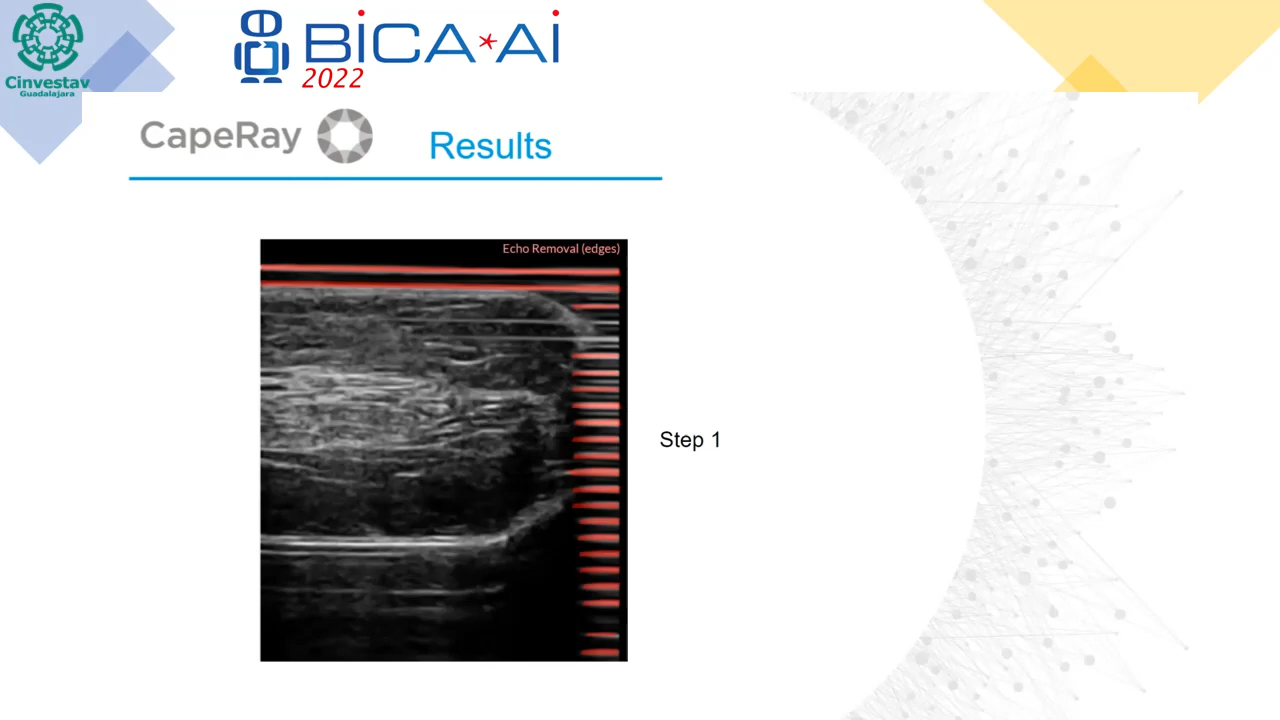 Cinvestav
Guadalajara
BiCA*Ai
2022
CapeRay
Results
Echo Removal (edges)
Step 1